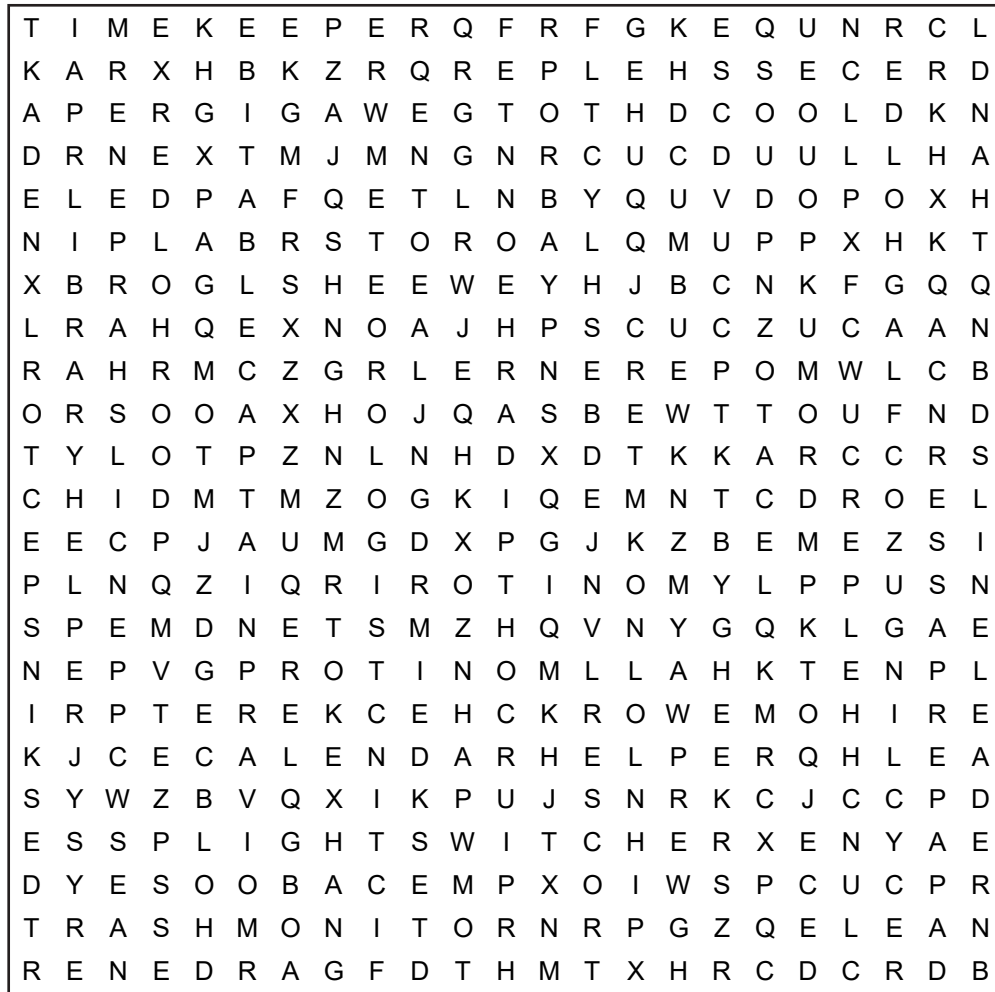 T I M E K E E P E R Q F R F G K E Q U N R C L
K A R X H B K Z R Q R E P L E H S S E C E R D
A P E R G I G A W E G T O T H D C O O L D K N
D R N E X T M J M N G N R C U C D U U L L H A
E L E D P A F Q E T L N B Y Q U V D O P O X H
N I P L A B R S T O R O A L Q M U P P X H K T
X B R O G L S H E E W E Y H J B C N K F G Q Q
L R A H Q E X N O A J H P S C U C Z U C A A N
R A H R M C Z G R L E R N E R E P O M W L C B
O R S O O A X H O J Q A S B E W T T O U F N D
T Y L O T P Z N L N H D X D T K K A R C C R S
C H I D M T M Z O G K I Q E M N T C D R O E L
E E C P J A U M G D X P G J K Z B E M E Z S I
P L N Q Z I Q R I R O T I N O M Y L P P U S N
S P E M D N E T S M Z H Q V N Y G Q K L G A E
N E P V G P R O T I N O M L L A H K T E N P L
I R P T E R E K C E H C K R O W E M O H I R E
K J C E C A L E N D A R H E L P E R Q H L E A
S Y W Z B V Q X I K P U J S N R K C J C C P D
E S S P L I G H T S W I T C H E R X E N Y A E
D Y E S O O B A C E M P X O I W S P C U C P R
T R A S H M O N I T O R N R P G Z Q E L E A N
R E N E D R A G F D T H M T X H R C D C R D B